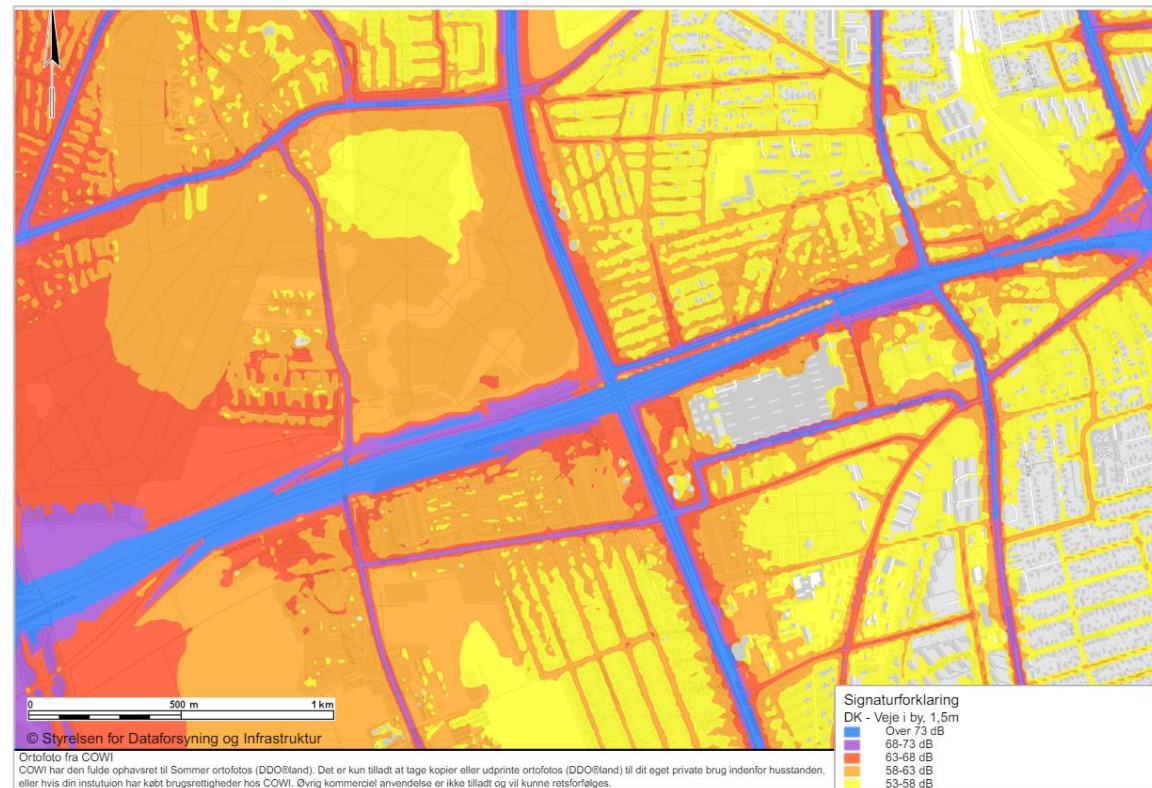 0
500 m
1 km
© Styrelsen for Dataforsyning og Infrastruktur
Ortofoto fra COWI
COWI har den fulde ophavsret til Sommer ortofotos (DDO®land). Det er kun tilladt at tage kopier eller udprinte ortofotos (DDO®land) til dit eget private brug indenfor husstanden,
eller hvis din instutuion har købt brugsrettigheder hos COWI. Øvrig kommerciel anvendelse er ikke tilladt og vil kunne retsforfølges.
Signaturforklaring
DK - Veje i by, 1,5m
Over 73 dB
68-73 dB
63-68 dB
58-63 dB
53-58 dB